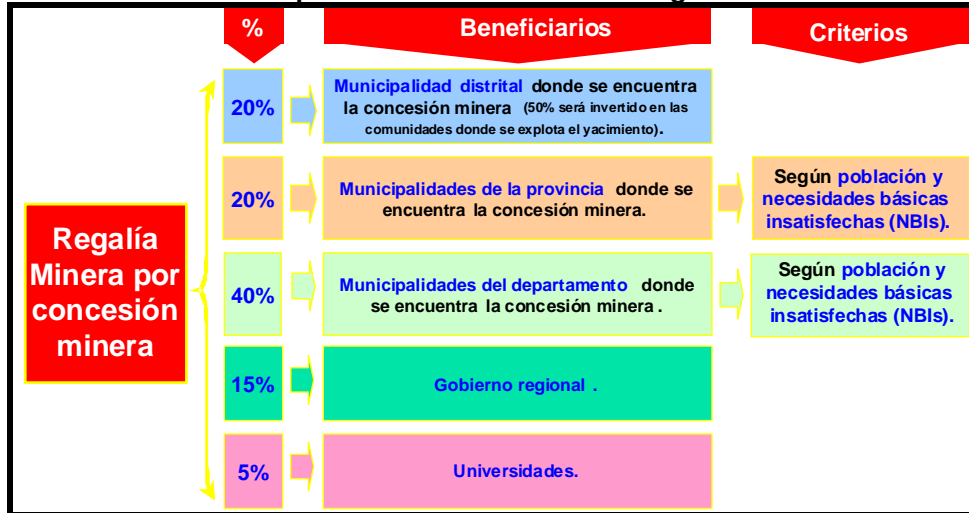 % Beneficiarios Criterios
20%
Municipalidad distrital donde se encuentra
la concesión minera (50% será invertido en las
comunidades donde se explota el yacimiento).
20%
Municipalidades de la provincia donde se
encuentra la concesión minera.
Según población y
necesidades básicas
insatisfechas (NBIs).
Regalía
Minera por
concesión
minera
40%
Municipalidades del departamento donde
se encuentra la concesión minera .
Según población y
necesidades básicas
insatisfechas (NBIs).
15%
Gobierno regional .
5%
Universidades.